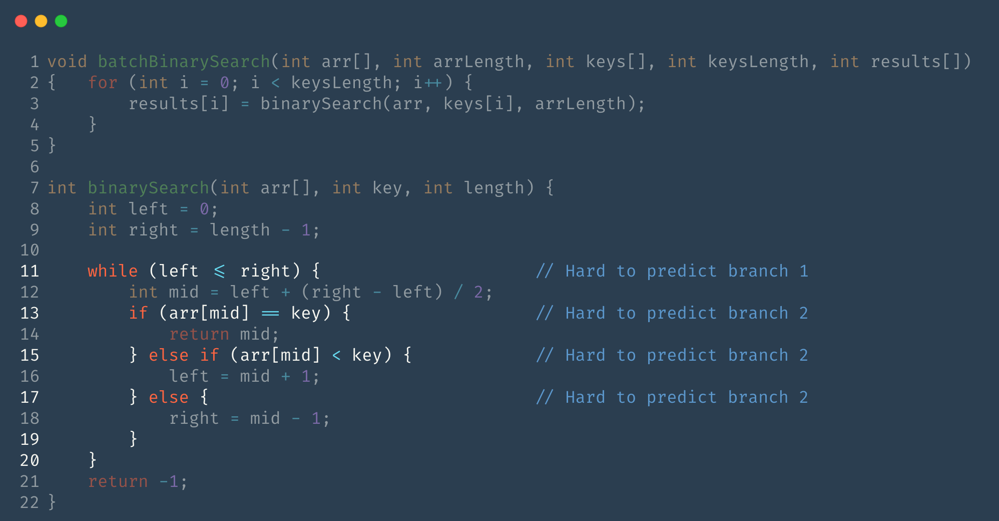 1 void batchBinarySearch(int arr[], int arrLength, int keys[], int keysLength, int results[])
2 {    for (int i = 0; i < keysLength; i++) {
3         results[i] = binarySearch(arr, keys[i], arrLength);
4     }
5 }
6
7 int binarySearch(int arr[], int key, int length) {
8     int left = 0;
9     int right = length - 1;
10
11     while (left <= right) {                     // Hard to predict branch 1
12         int mid = left + (right - left) / 2;
13         if (arr[mid] == key) {                  // Hard to predict branch 2
14             return mid;
15         } else if (arr[mid] < key) {            // Hard to predict branch 2
16             left = mid + 1;
17         } else {                                // Hard to predict branch 2
18             right = mid - 1;
19         }
20     }
21     return -1;
22 }